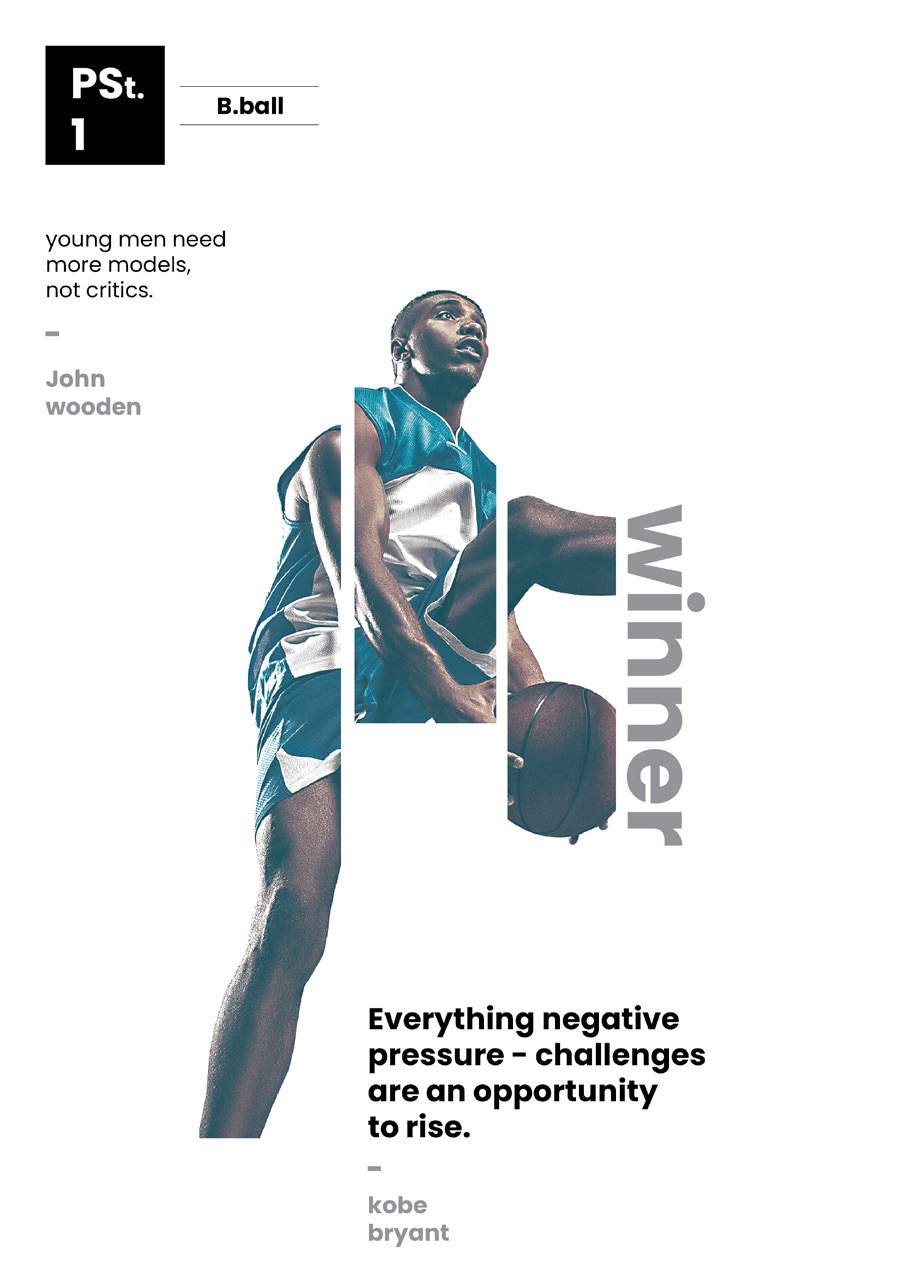 PSt.
1
B.ball
young men need
more models,
not critics.
–
John
wooden
winner
Everything negative
pressure - challenges
are an opportunity
to rise.
–
kobe
bryant